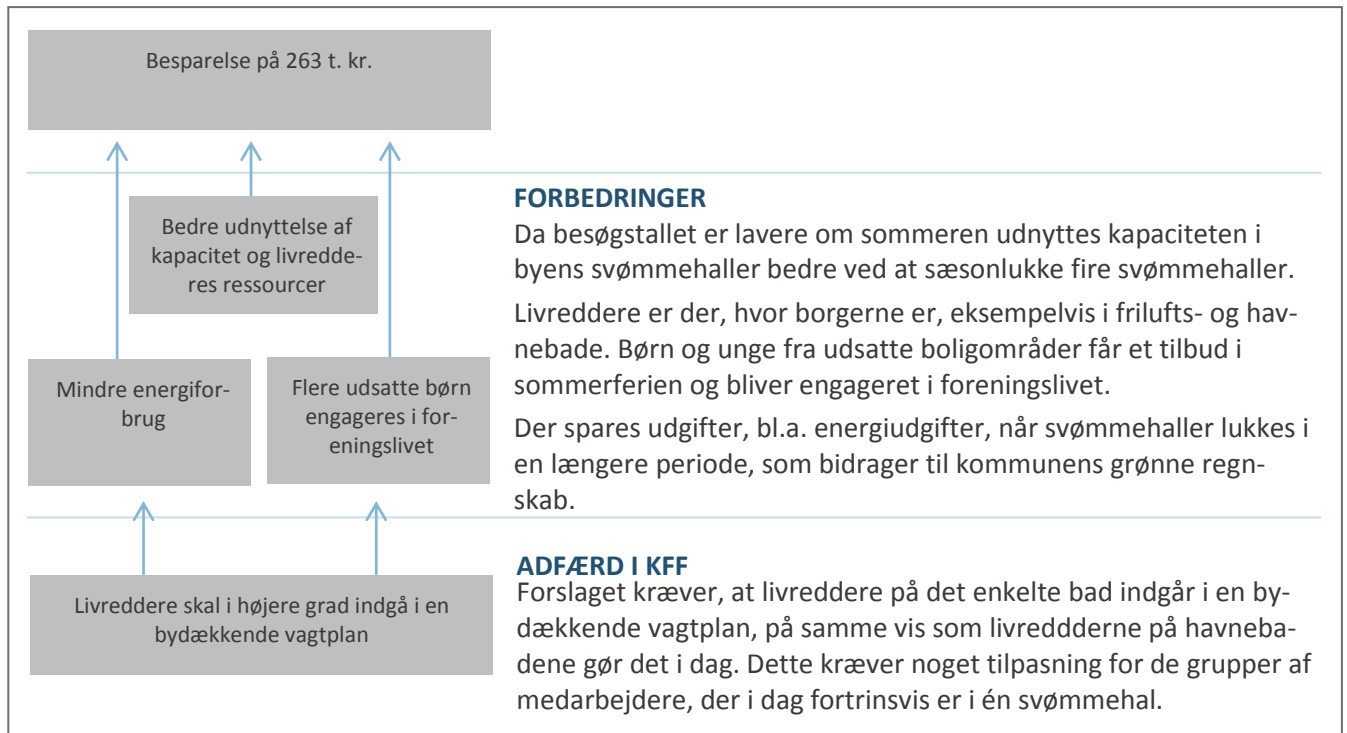 Besparelse på 263 t. kr.
Bedre udnyttelse af
kapacitet og livredde-
res ressourcer
Mindre energifor-
brug
Flere udsatte børn
engageres i for-
eningslivet
Livreddere skal i højere grad indgå i en
bydækkende vagtplan
FORBEDRINGER
Da besøgstallet er lavere om sommeren udnyttes kapaciteten i
byens svømmehaller bedre ved at sæsonlukke fire svømmehaller.
Livreddere er der, hvor borgerne er, eksempelvis i frilufts- og hav-
nebade. Børn og unge fra udsatte boligområder får et tilbud i
sommerferien og bliver engageret i foreningslivet.
Der spares udgifter, bl.a. energiudgifter, når svømmehaller lukkes i
en længere periode, som bidrager til kommunens grønne regn-
skab.
ADFÆRD I KFF
Forslaget kræver, at livreddere på det enkelte bad indgår i en by-
dækkende vagtplan, på samme vis som livreddderne på havneba-
dene gør det i dag. Dette kræver noget tilpasning for de grupper af
medarbejdere, der i dag fortrinsvis er i én svømmehal.